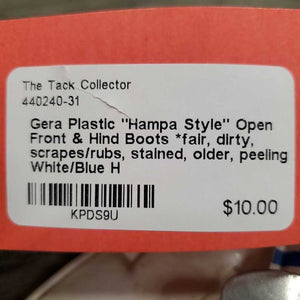 The Tack Collector
440240-31
Gera Plastic "Hampa Style" Open
Front & Hind Boots *fair, dirty,
scrapes/rubs, stained, older, peeling
White/Blue H
KPDS9U
$10.00